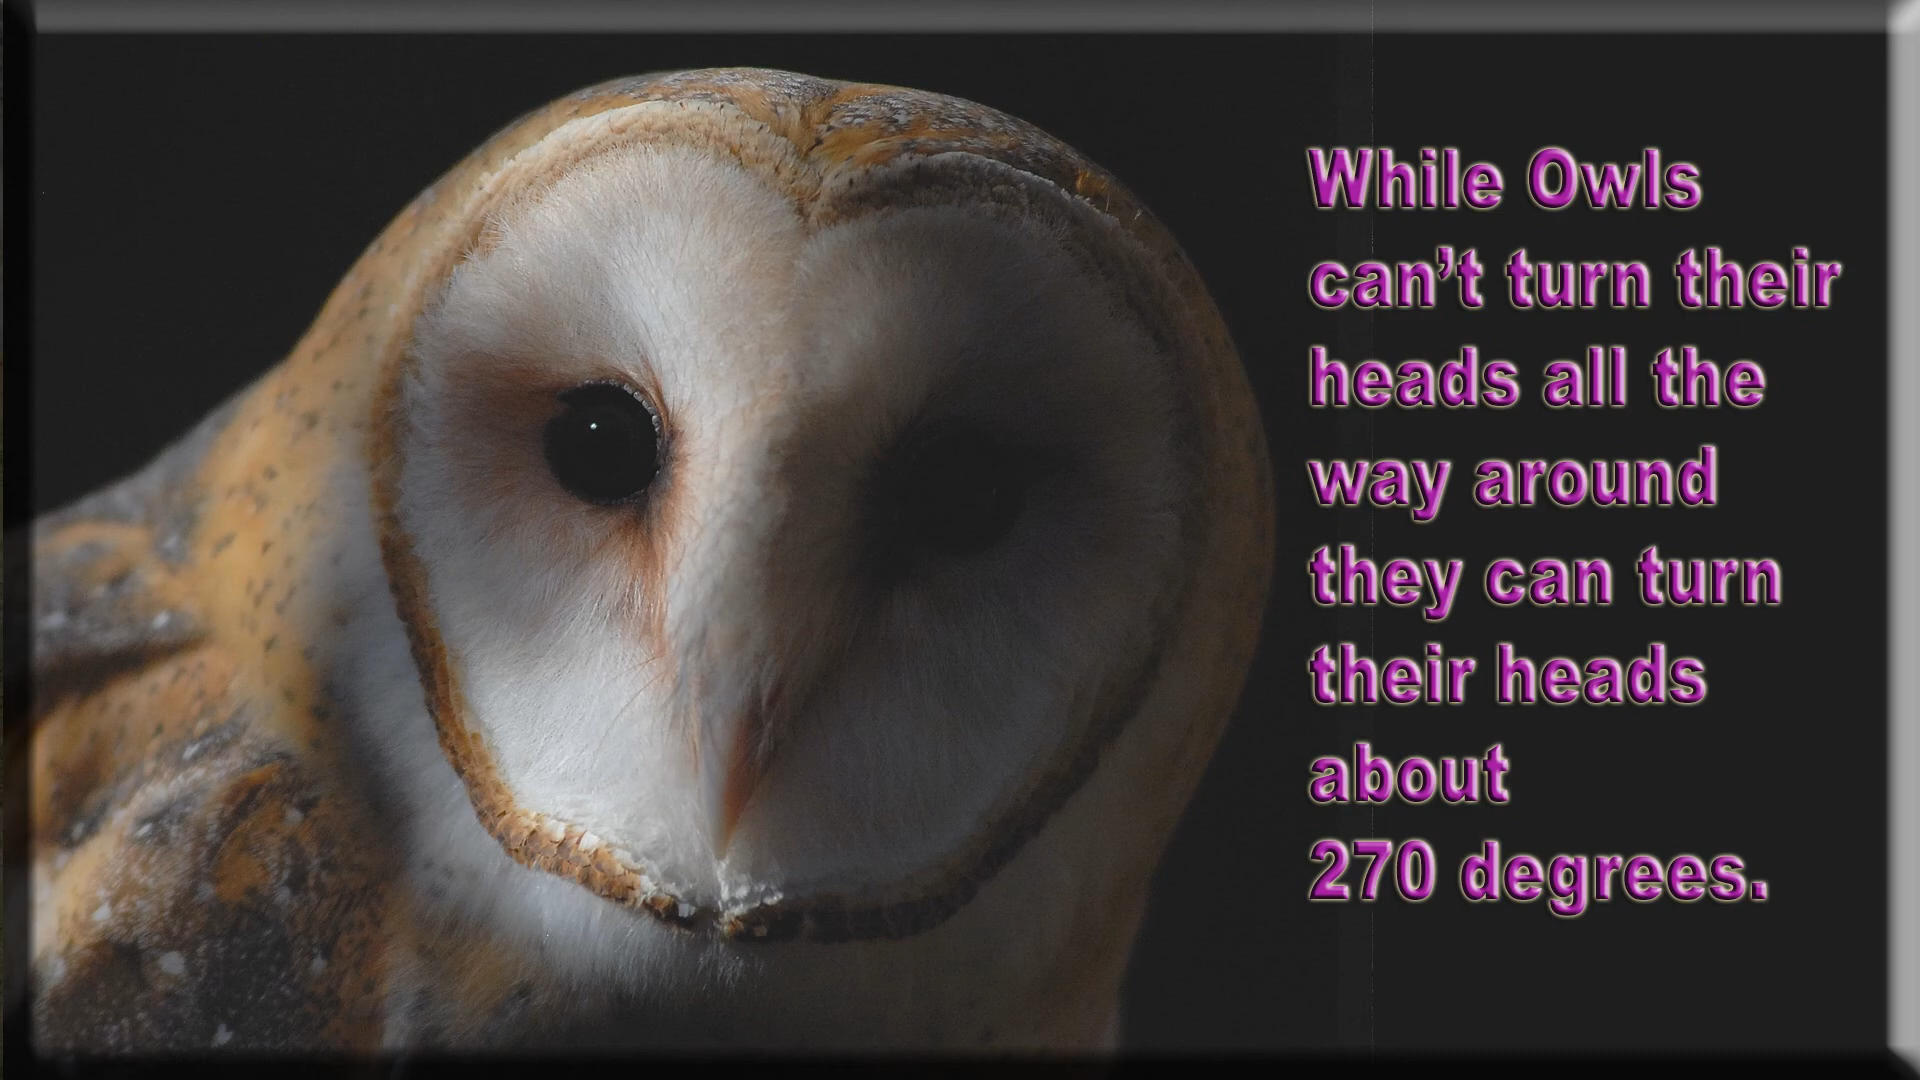 While Owls
can’t turn their
heads all the
way around
they can turn
their heads
about
270 degrees.